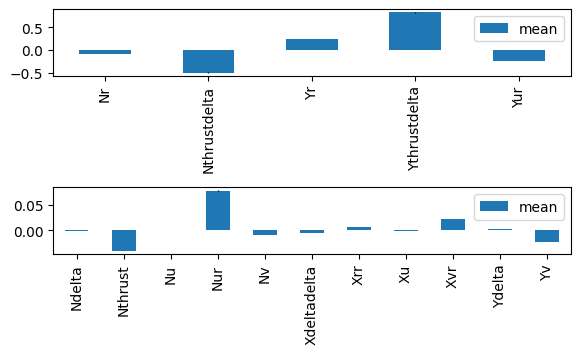 0.5
0.0
−0.5
mean
Nr
Nthrustdelta
Yr
Ythrustdelta
Yur
0.05
0.00
mean
Ndelta
Nthrust
Nu
Nur
Nv
Xdeltadelta
Xrr
Xu
Xvr
Ydelta
Yv